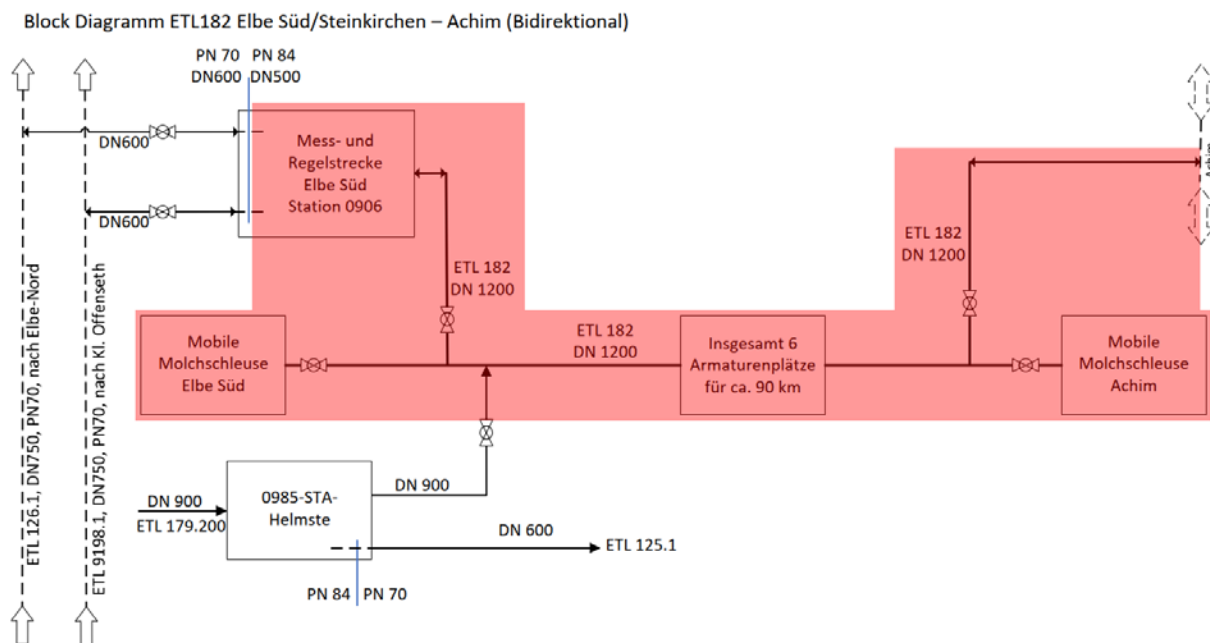 Block Diagramm ETL182 Elbe Süd/Steinkirchen – Achim (Bidirektional)
PN 70 PN 84
DN600 DN500
DN600
DN600
Mess- und
Regelstrecke
Elbe Süd
Station 0906
ETL 182
DN 1200
Achim
ETL 182
DN 1200
Mobile
Molchschleuse
Elbe Süd
ETL 182
DN 1200
Insgesamt 6
Armaturenplätze
für ca. 90 km
Mobile
Molchschleuse
Achim
ETL 126.1, DN750, PN70, nach Elbe-Nord
ETL 9198.1, DN750, PN70, nach Kl. Offenseth
DN 900
ETL 179.200
0985-STA-
Helmste
DN 900
DN 600
ETL 125.1
PN 84 PN 70